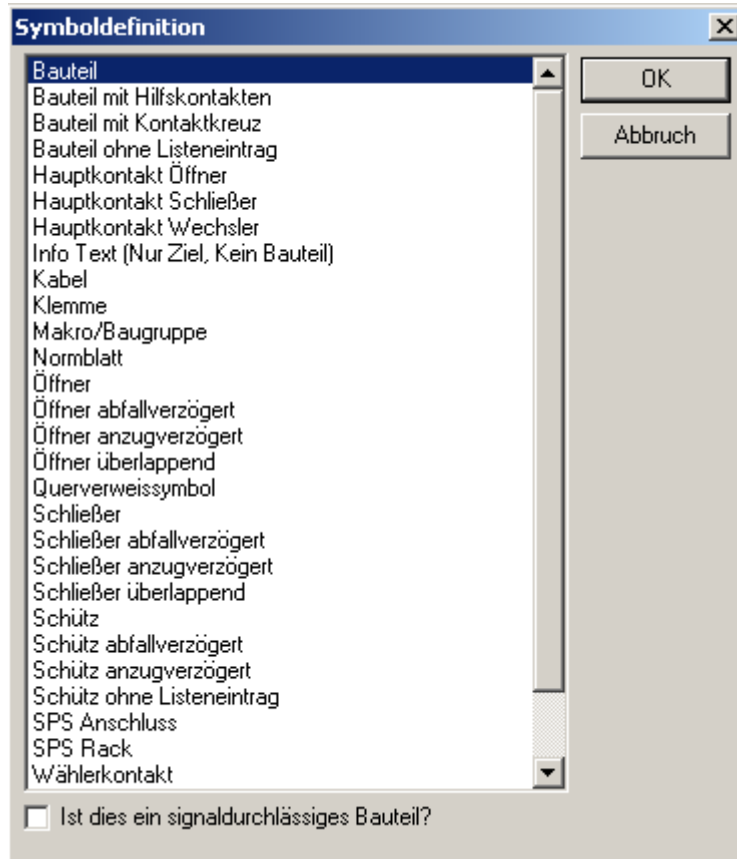 Symboldefinition
Bauteil
Bauteil mit Hilfskontakten
Bauteil mit Kontaktkreuz
Bauteil ohne Listeneintrag
Hauptkontakt Öffner
Hauptkontakt Schließer
Hauptkontakt Wechsler
Info Text (Nur Ziel, Kein Bauteil)
Kabel
Klemme
Makro/Baugruppe
Normblatt
Öffner
Öffner abfallverzögert
Öffner anzugverzögert
Öffner überlappend
Querverweissymbol
Schließer
Schließer abfallverzögert
Schließer anzugverzögert
Schließer überlappend
Schütz
Schütz abfallverzögert
Schütz anzugverzögert
Schütz ohne Listeneintrag
SPS Anschluss
SPS Rack
Wählerkontakt
OK
Abbruch
Ist dies ein signaldurchlässiges Bauteil?